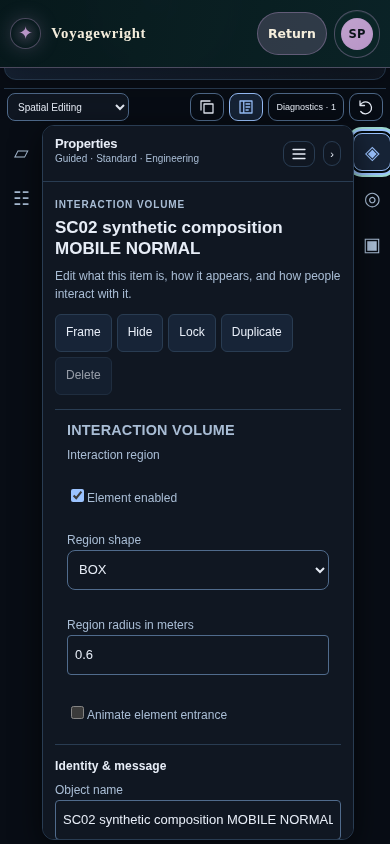 Voyagewright
Return
SP
Spatial Editing
Diagnostics · 1
Properties
Guided · Standard · Engineering
INTERACTION VOLUME
SC02 synthetic composition
MOBILE NORMAL
Edit what this item is, how it appears, and how people
interact with it.
Frame
Hide
Lock
Duplicate
Delete
INTERACTION VOLUME
Interaction region
Element enabled
Region shape
BOX
Region radius in meters
0.6
Animate element entrance
Identity & message
Object name
SC02 synthetic composition MOBILE NORMAL